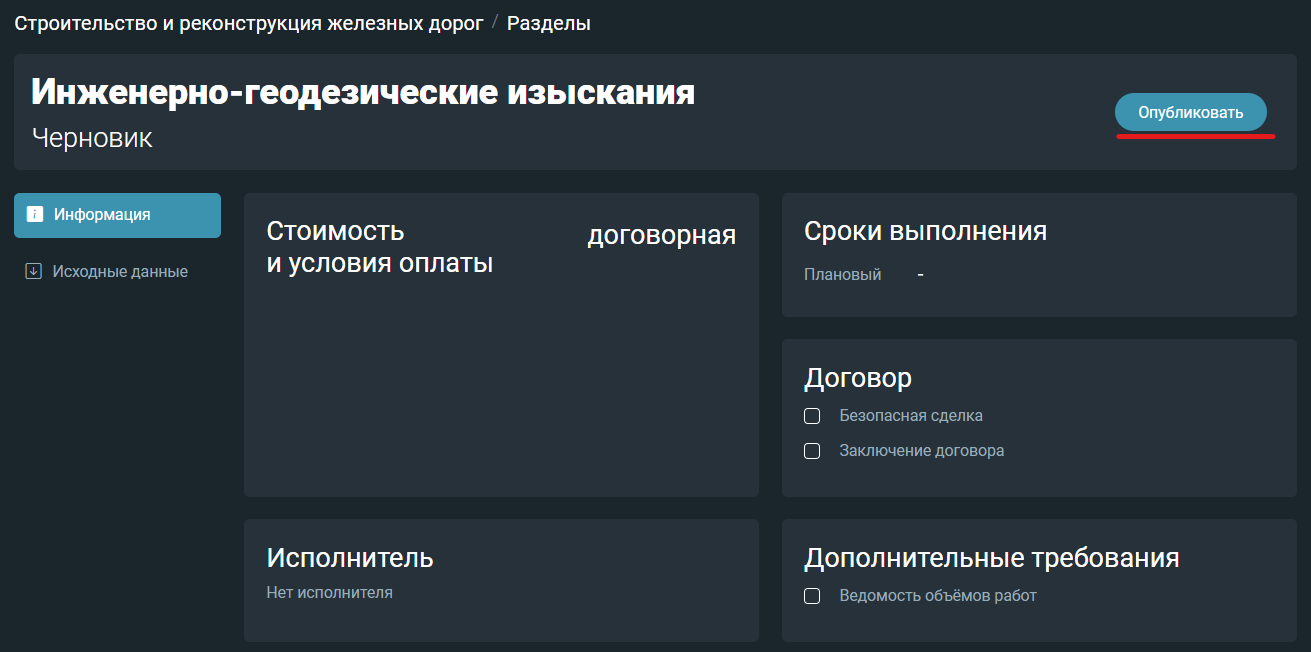 Строительство и реконструкция железных дорог / Разделы
Инженерно-геодезические изыскания
Черновик
Опубликовать
Информация
Исходные данные
Стоимость
и условия оплаты
договорная
Сроки выполнения
Плановый -
Договор
Безопасная сделка
Заключение договора
Исполнитель
Нет исполнителя
Дополнительные требования
Ведомость объёмов работ